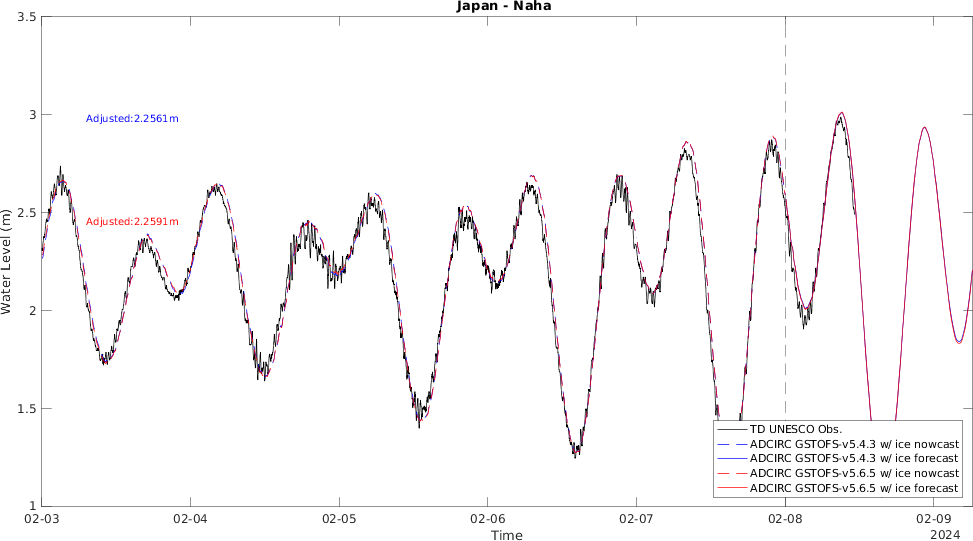 Japan - Naha
3.5
3
2.5
2
1.5
1
Water Level (m)
Adjusted:2.2561m
Adjusted:2.2591m
TD UNESCO Obs.
ADCIRC GSTOFS-v5.4.3 w/ ice nowcast
ADCIRC GSTOFS-v5.4.3 w/ ice forecast
ADCIRC GSTOFS-v5.6.5 w/ ice nowcast
ADCIRC GSTOFS-v5.6.5 w/ ice forecast
02-03 02-04 02-05 02-06 02-07 02-08 02-09
Time
2024